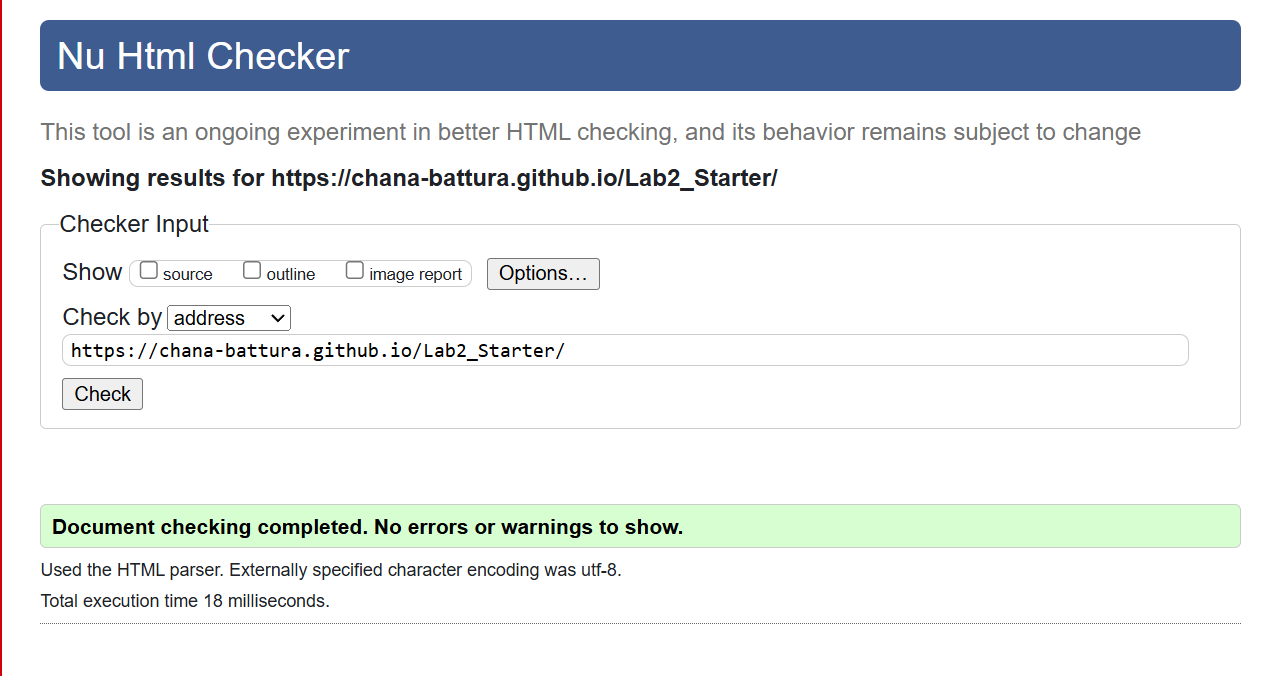 Nu Html Checker
This tool is an ongoing experiment in better HTML checking, and its behavior remains subject to change
Showing results for https://chana-battura.github.io/Lab2_Starter/
Checker Input
Show source outline image report Options...
Check by address
https://chana-battura.github.io/Lab2_Starter/
Check
Document checking completed. No errors or warnings to show.
Used the HTML parser. Externally specified character encoding was utf-8.
Total execution time 18 milliseconds.